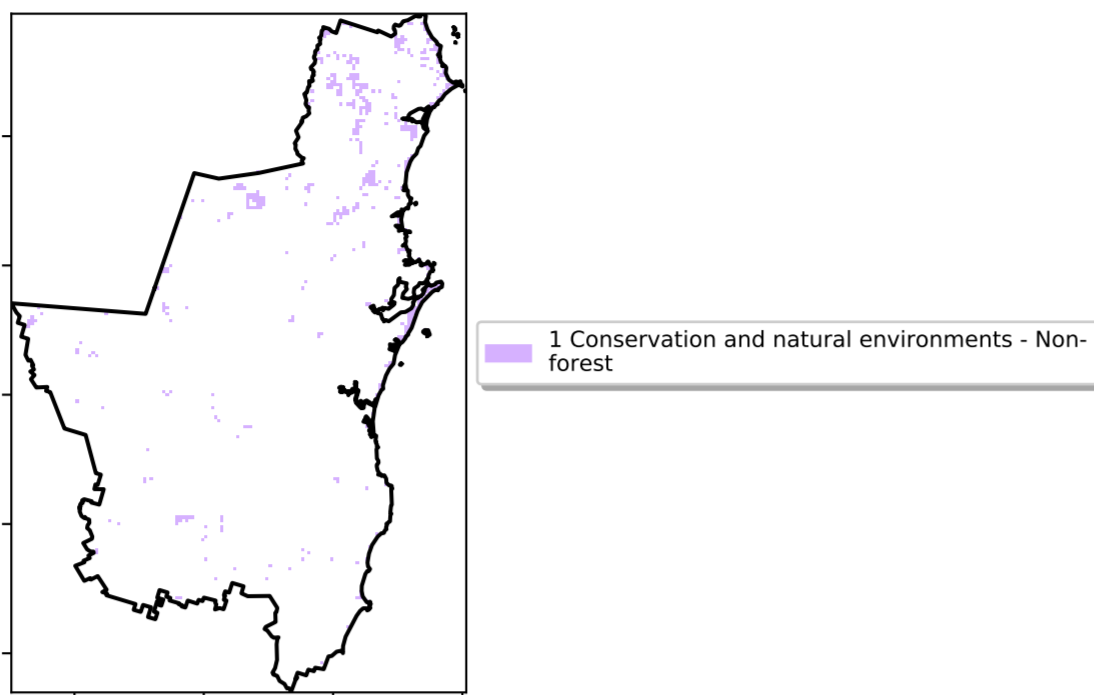 1 Conservation and natural environments - Non-
forest